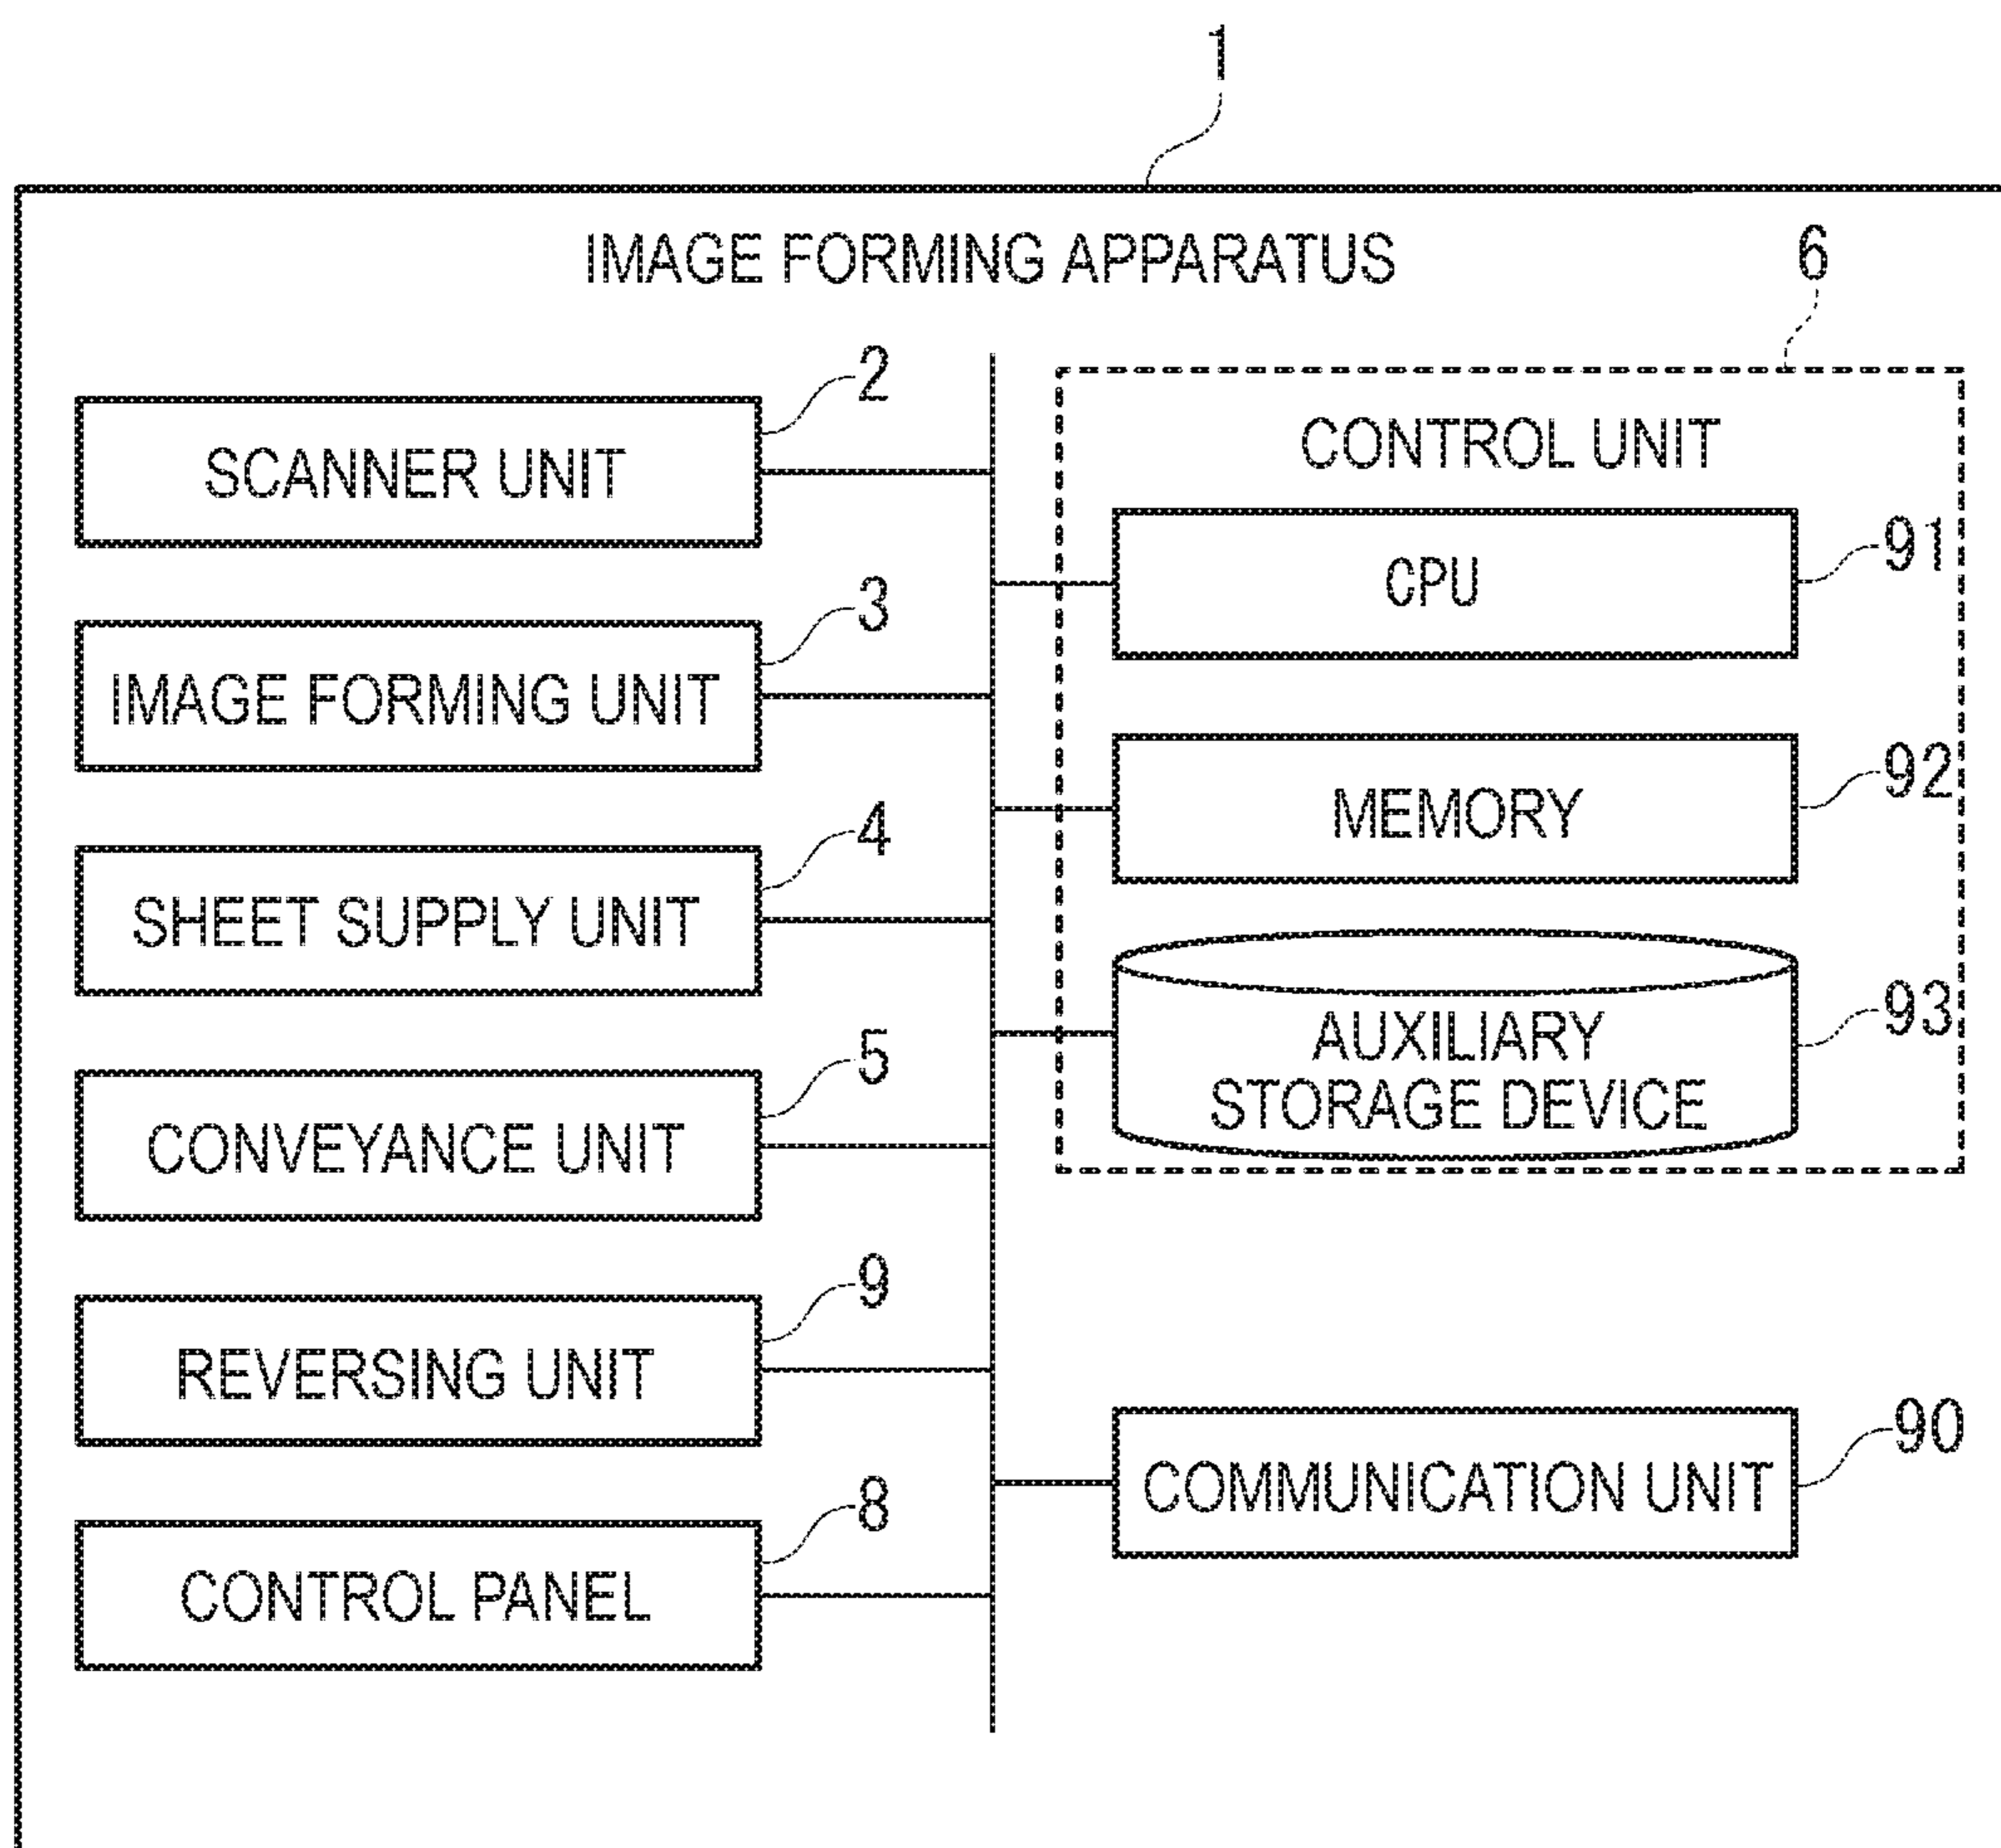 1
IMAGE FORMING APPARATUS
6
2
SCANNER UNIT
3
IMAGE FORMING UNIT
4
SHEET SUPPLY UNIT
5
CONVEYANCE UNIT
9
REVERSING UNIT
8
CONTROL PANEL
CONTROL UNIT
91
CPU
92
MEMORY
93
AUXILIARY
STORAGE DEVICE
90
COMMUNICATION UNIT